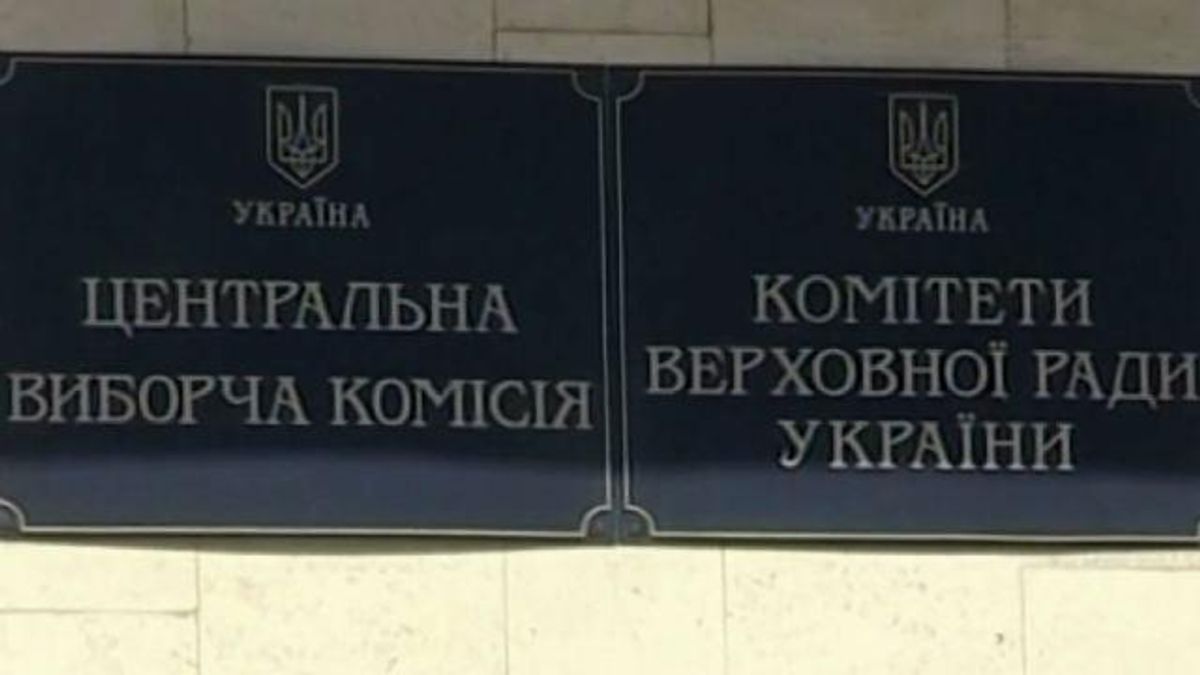 УКРАЇНА
ЦЕНТРАЛЬНА
ВИБОРЧА КОМІСІЯ
УКРАЇНА
КОМІТЕТИ
ВЕРХОВНОЇ РАДИ
УКРАЇНИ